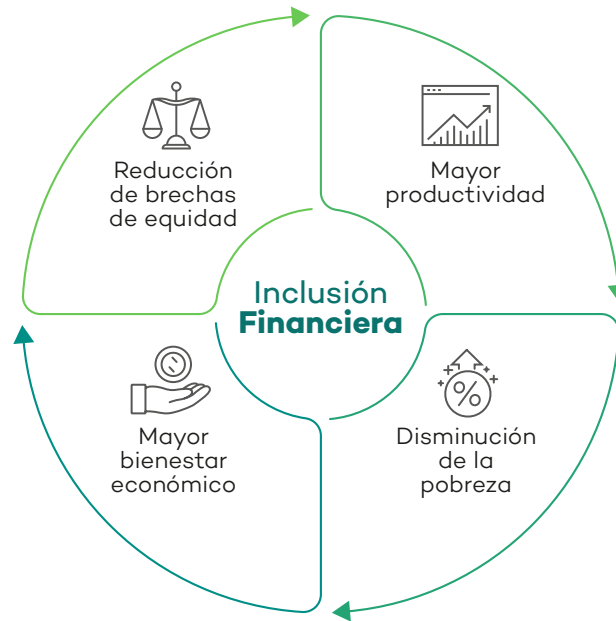 Reducción
de brechas
de equidad
Mayor
productividad
Inclusión
Financiera
Mayor
bienestar
económico
Disminución
de la
pobreza